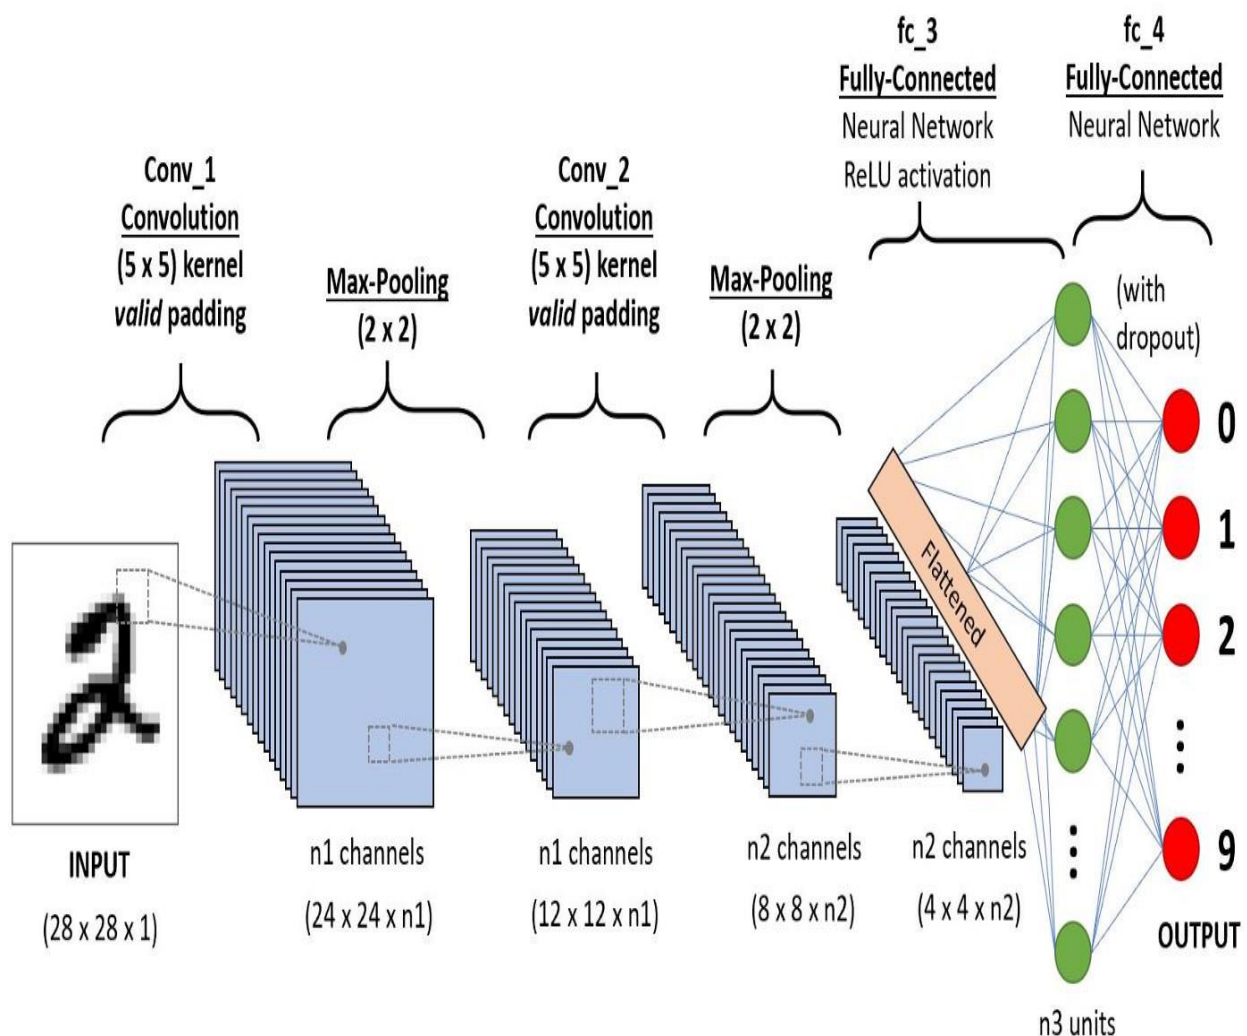 fc_3
Fully-Connected
Neural Network
ReLU activation
fc_4
Fully-Connected
Neural Network
Conv_1
Convolution
(5 x 5) kernel
valid padding
Max-Pooling
(2 x 2)
Conv_2
Convolution
(5 x 5) kernel
valid padding
Max-Pooling
(2 x 2)
(with
dropout)
Flattened
0
1
2
9
INPUT
(28 x 28 x 1)
n1 channels
(24 x 24 x n1)
n1 channels
(12 x 12 x n1)
n2 channels
(8 x 8 x n2)
n2 channels
(4 x 4 x n2)
OUTPUT
n3 units